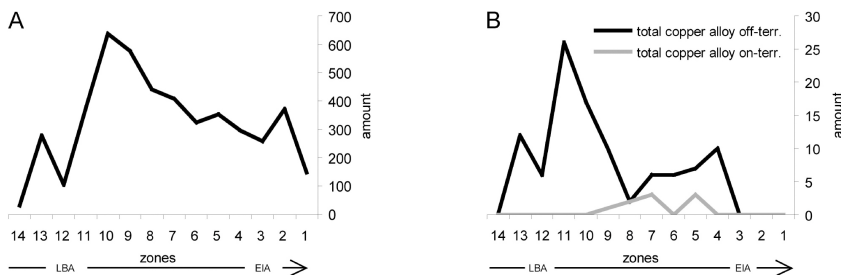 A
700
600
500
400
300
200
100
0
amount
14 13 12 11 10 9 8 7 6 5 4 3 2 1
zones
LBA EIA
B
total copper alloy off-terr.
total copper alloy on-terr.
30
25
20
15
10
5
0
amount
14 13 12 11 10 9 8 7 6 5 4 3 2 1
zones
LBA EIA